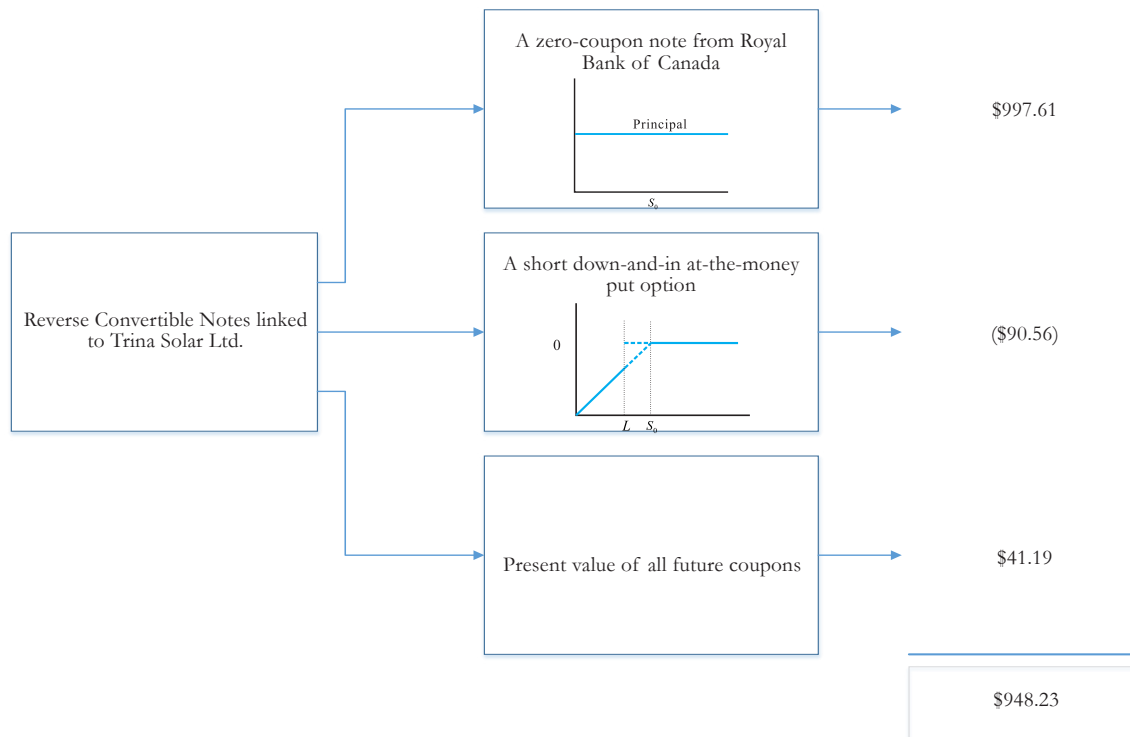 A zero-coupon note from Royal
Bank of Canada
Principal
S₀
$997.61
Reverse Convertible Notes linked
to Trina Solar Ltd.
A short down-and-in at-the-money
put option
0
L S₀
($90.56)
Present value of all future coupons
$41.19
$948.23